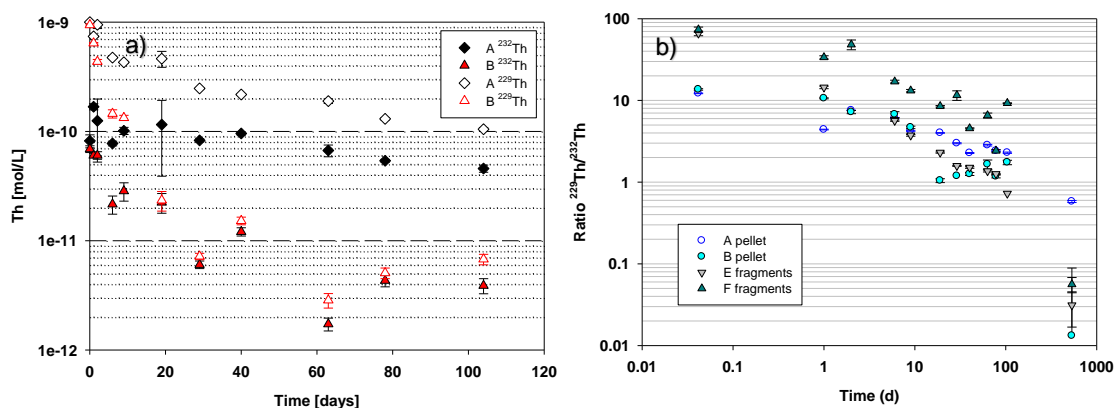 a)
1e-9
1e-10
1e-11
1e-12
Th [mol/L]
0 20 40 60 80 100 120
Time [days]
A ²³²Th
B ²³²Th
A ²²⁹Th
B ²²⁹Th
b)
100
10
1
0.1
0.01
Ratio ²²⁹Th/²³²Th
0.01 0.1 1 10 100 1000
Time (d)
A pellet
B pellet
E fragments
F fragments